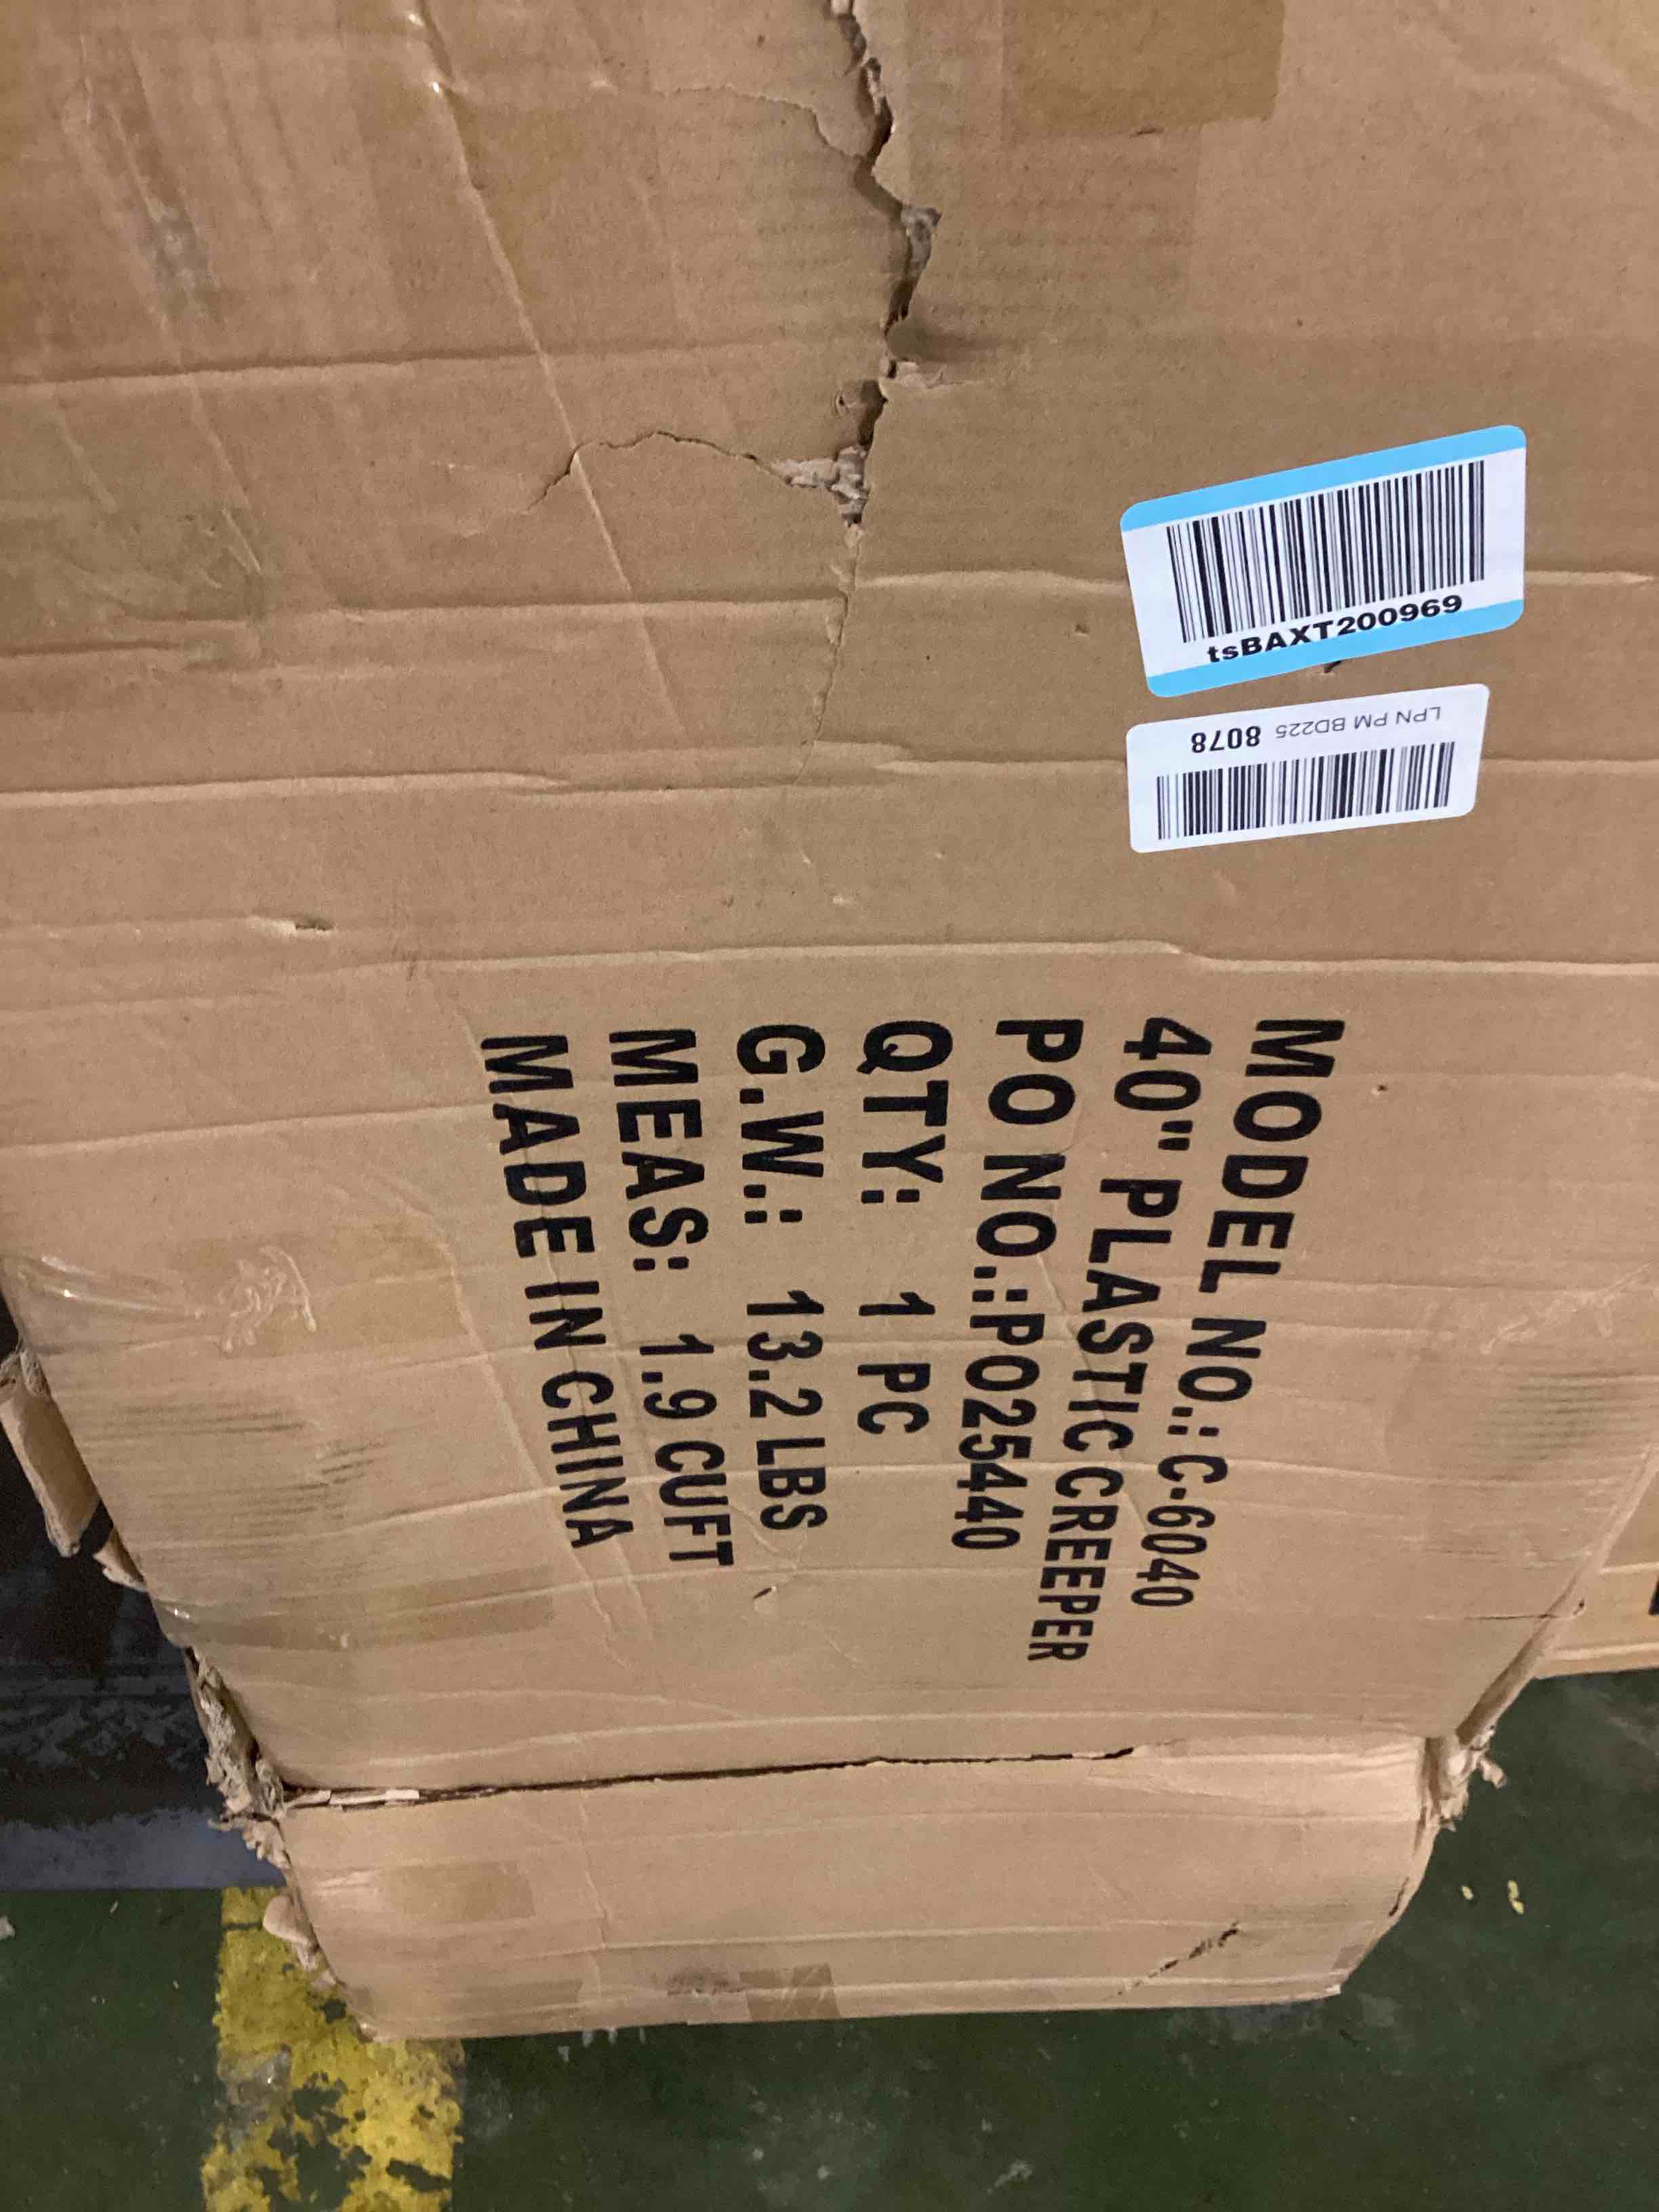 tsBAXT200969
LPN PM BD225 8078
MODEL NO.: C-6040
40" PLASTIC CREEPER
PO NO.:PO25440
QTY: 1 PC
G.W.: 13.2 LBS
MEAS: 1.9 CUFT
MADE IN CHINA